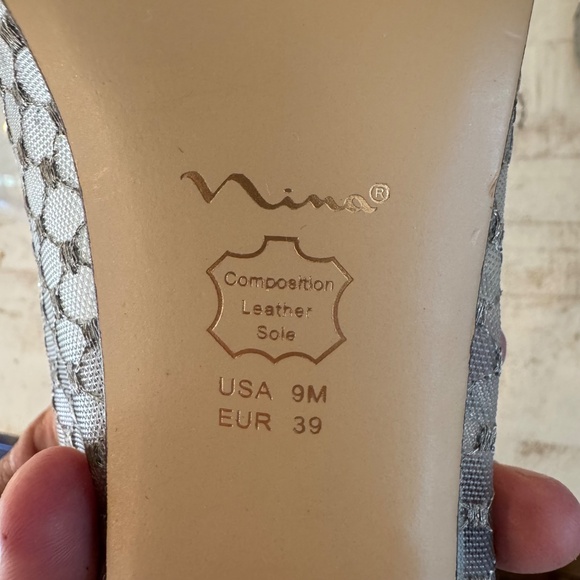 Nina®
Composition
Leather
Sole
USA 9M
EUR 39